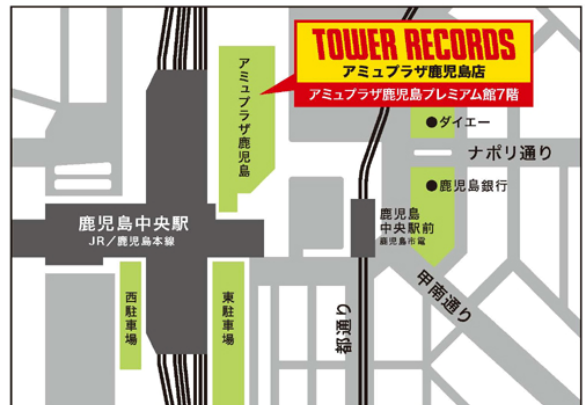 TOWER RECORDS
アミュプラザ鹿児島店
アミュプラザ鹿児島プレミアム館7階
アミュプラザ鹿児島
●ダイエー
ナポリ通り
●鹿児島銀行
鹿児島中央駅
JR/鹿児島本線
鹿児島
中央駅前
鹿児島市電
西駐車場
東駐車場
都通り
甲南通り